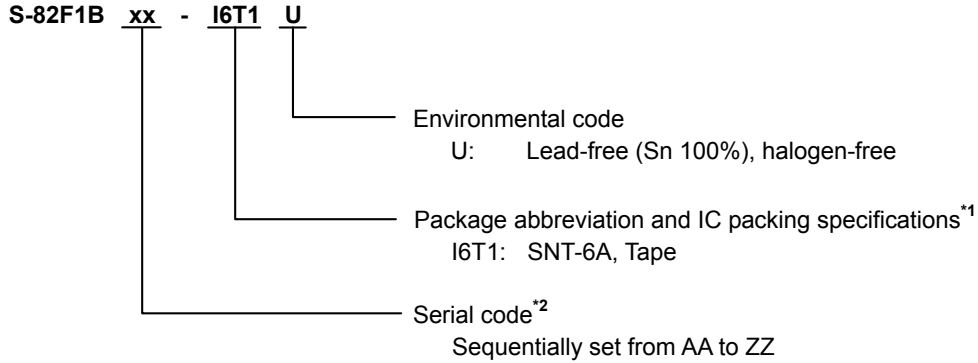 S-82F1B xx - I6T1 U
Environmental code
U: Lead-free (Sn 100%), halogen-free
Package abbreviation and IC packing specifications*1
I6T1: SNT-6A, Tape
Serial code*2
Sequentially set from AA to ZZ